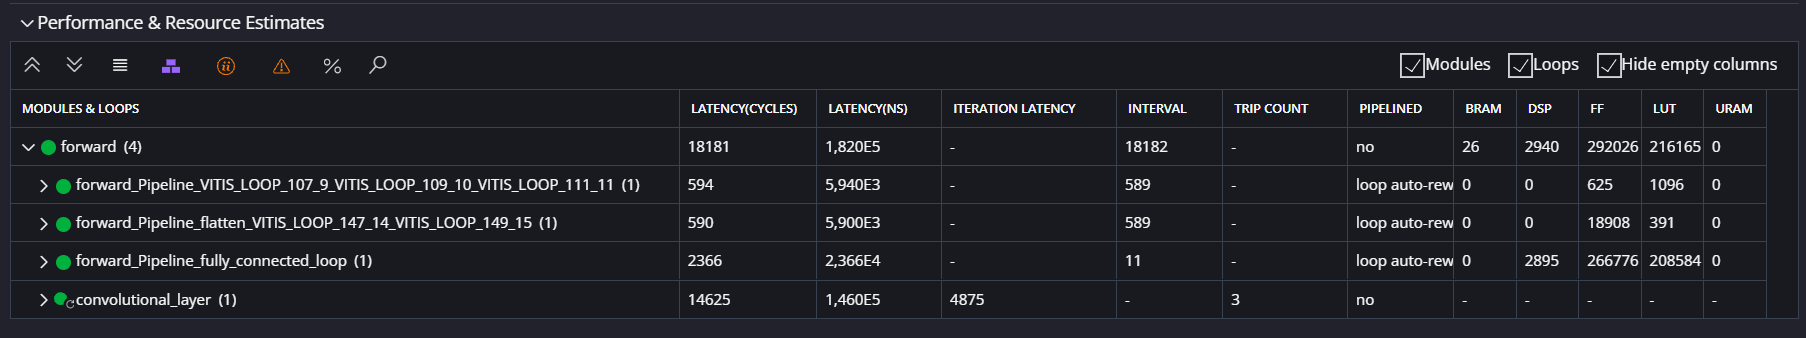 Performance & Resource Estimates
Modules Loops Hide empty columns
MODULES & LOOPS LATENCY(CYCLES) LATENCY(NS) ITERATION LATENCY INTERVAL TRIP COUNT PIPELINED BRAM DSP FF LUT URAM
forward (4) 18181 1,820E5 - 18182 - no 26 2940 292026 216165 0
forward_Pipeline_VITIS_LOOP_107_9_VITIS_LOOP_109_10_VITIS_LOOP_111_11 (1) 594 5,940E3 - 589 - loop auto-rew 0 0 625 1096 0
forward_Pipeline_flatten_VITIS_LOOP_147_14_VITIS_LOOP_149_15 (1) 590 5,900E3 - 589 - loop auto-rew 0 0 18908 391 0
forward_Pipeline_fully_connected_loop (1) 2366 2,366E4 - 11 - loop auto-rew 0 2895 266776 208584 0
convolutional_layer (1) 14625 1,460E5 4875 - 3 no - - - - -